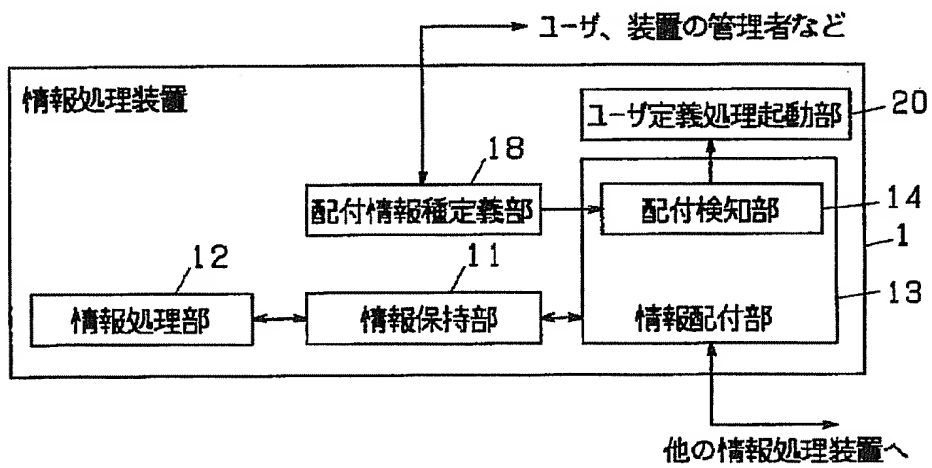 ユーザ、装置の管理者など
情報処理装置
ユーザ定義処理起動部
20
18
配付情報種定義部
配付検知部
14
1
12
11
13
情報処理部
情報保持部
情報配付部
他の情報処理装置へ